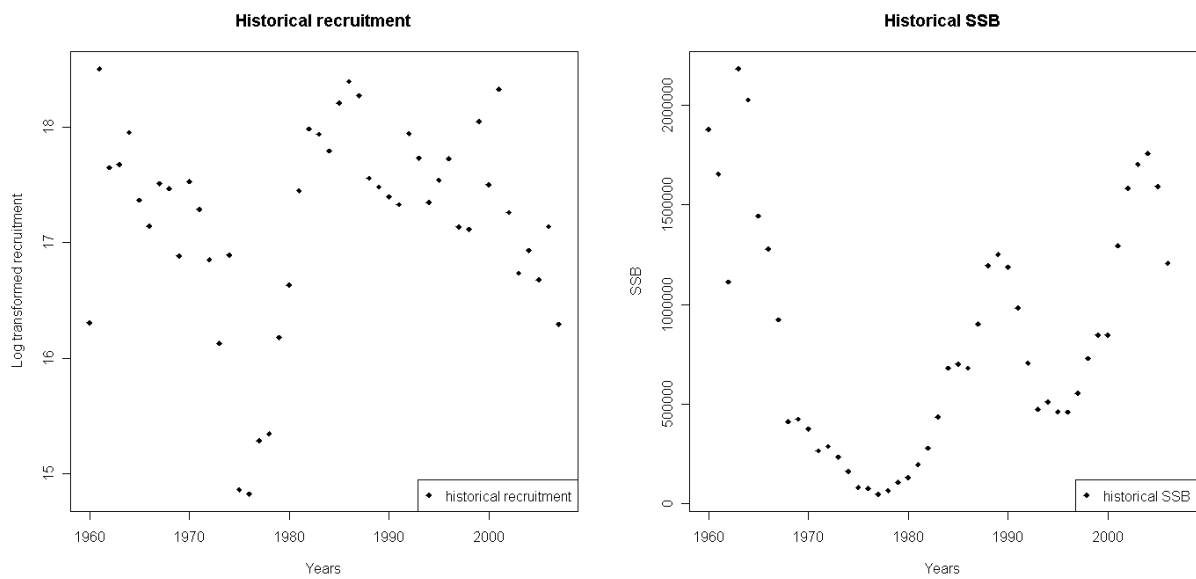 Historical recruitment
Log transformed recruitment
18
17
16
15
historical recruitment
1960
1970
1980
1990
2000
Years
Historical SSB
SSB
2000000
1500000
1000000
500000
0
historical SSB
1960
1970
1980
1990
2000
Years